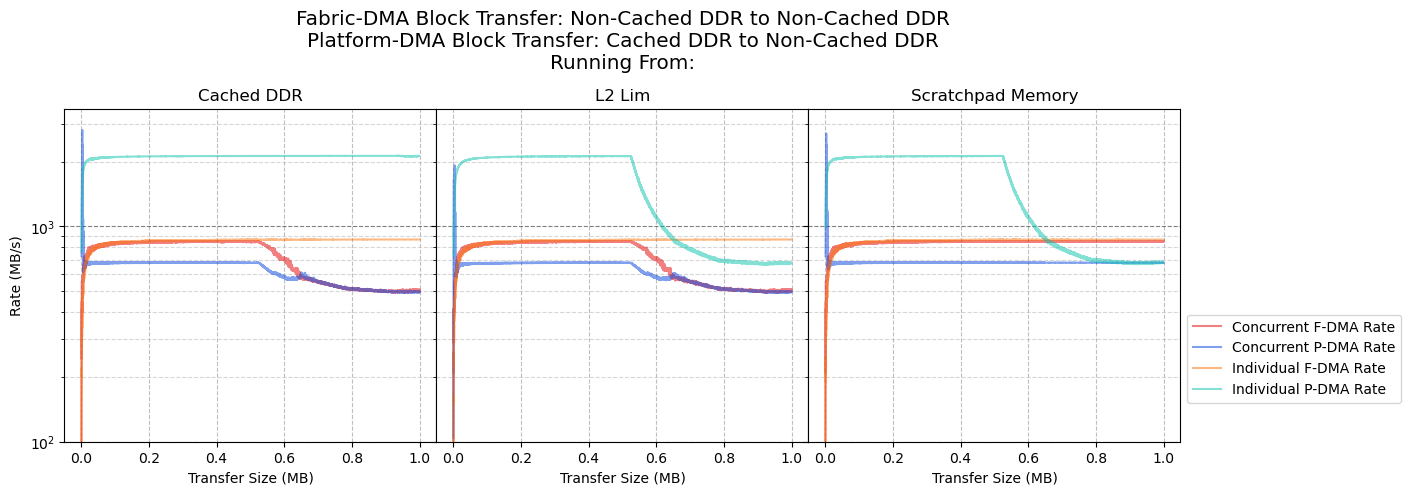 Fabric-DMA Block Transfer: Non-Cached DDR to Non-Cached DDR
Platform-DMA Block Transfer: Cached DDR to Non-Cached DDR
Running From:
Cached DDR
L2 Lim
Scratchpad Memory
Rate (MB/s)
10³
10²
0.0 0.2 0.4 0.6 0.8 1.0
0.0 0.2 0.4 0.6 0.8 1.0
0.0 0.2 0.4 0.6 0.8 1.0
Transfer Size (MB)
Transfer Size (MB)
Transfer Size (MB)
Concurrent F-DMA Rate
Concurrent P-DMA Rate
Individual F-DMA Rate
Individual P-DMA Rate